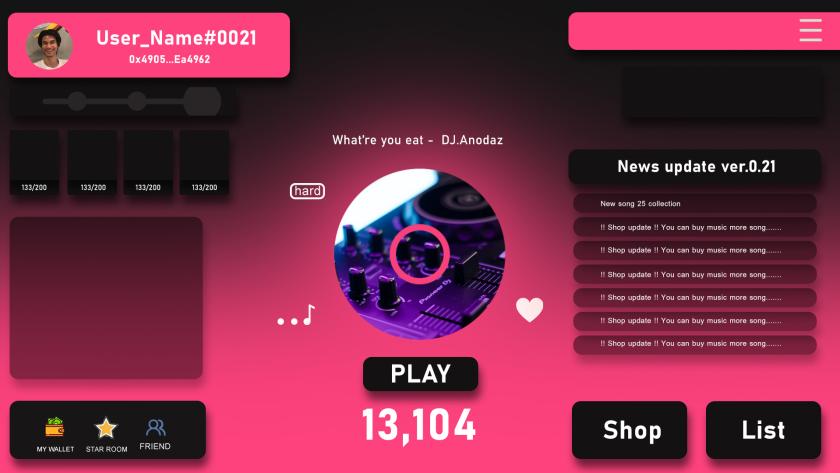 User_Name#0021
0x4905...Ea4962
133/200
133/200
133/200
133/200
What're you eat - DJ.Anodaz
hard
Pioneer Dj
PLAY
13,104
News update ver.0.21
New song 25 collection
!! Shop update !! You can buy music more song.......
!! Shop update !! You can buy music more song.......
!! Shop update !! You can buy music more song.......
!! Shop update !! You can buy music more song.......
!! Shop update !! You can buy music more song.......
!! Shop update !! You can buy music more song.......
MY WALLET
STAR ROOM
FRIEND
Shop
List